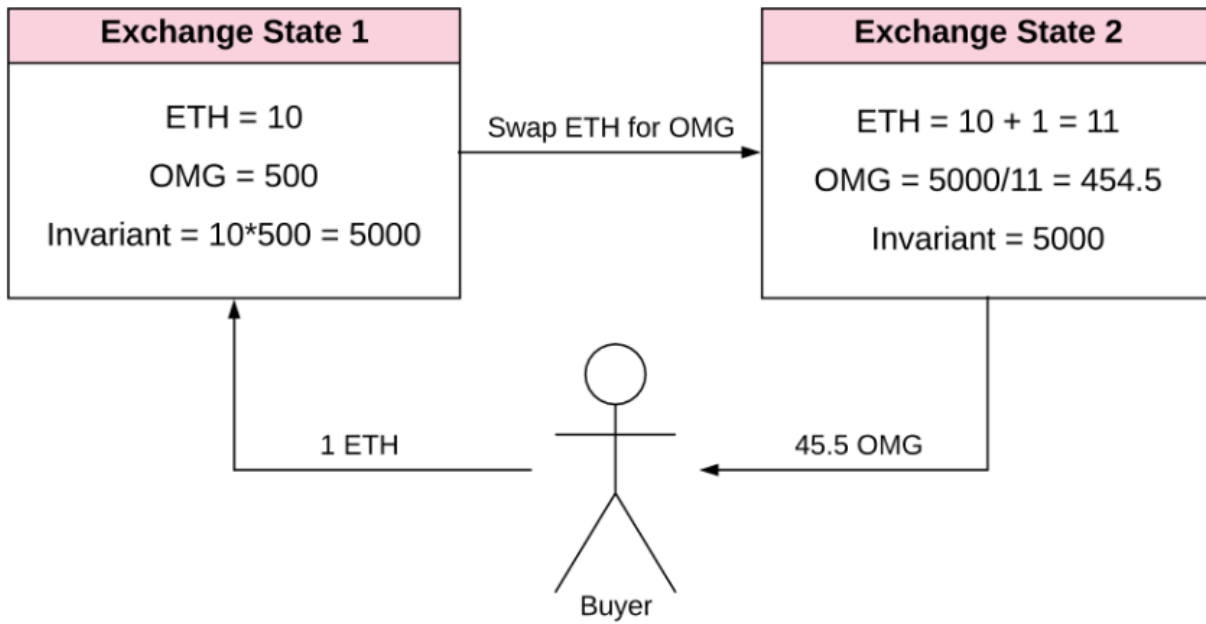 Exchange State 1
ETH = 10
OMG = 500
Invariant = 10*500 = 5000
Swap ETH for OMG
Exchange State 2
ETH = 10 + 1 = 11
OMG = 5000/11 = 454.5
Invariant = 5000
1 ETH
45.5 OMG
Buyer